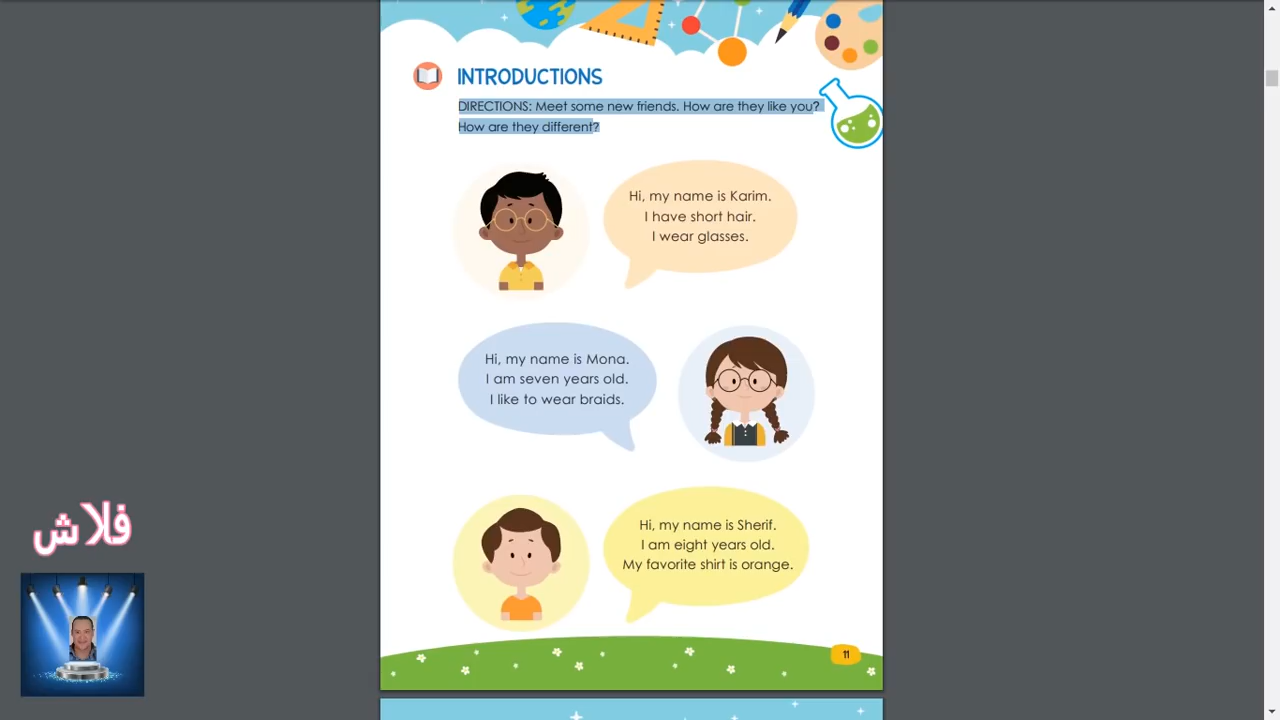 INTRODUCTIONS
DIRECTIONS: Meet some new friends. How are they like you?
How are they different?
Hi, my name is Karim.
I have short hair.
I wear glasses.
Hi, my name is Mona.
I am seven years old.
I like to wear braids.
Hi, my name is Sherif.
I am eight years old.
My favorite shirt is orange.
11
فلاش